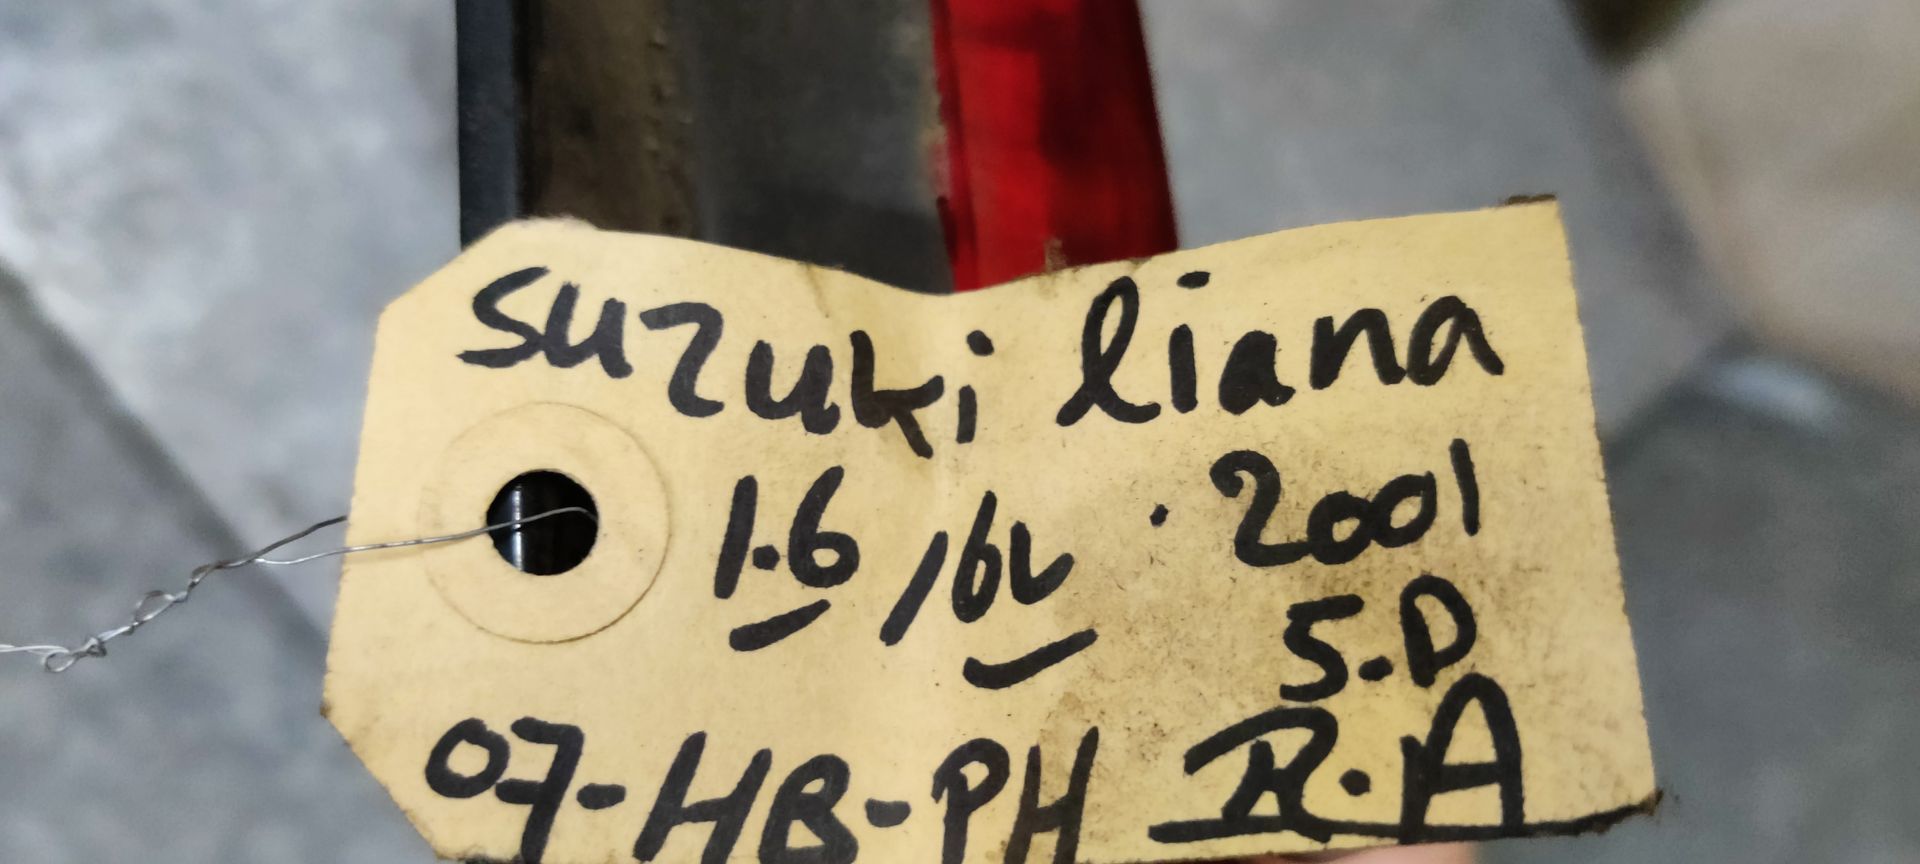 suzuki liana
1.6 16V · 2001
5.D
07-HB-PH R.A